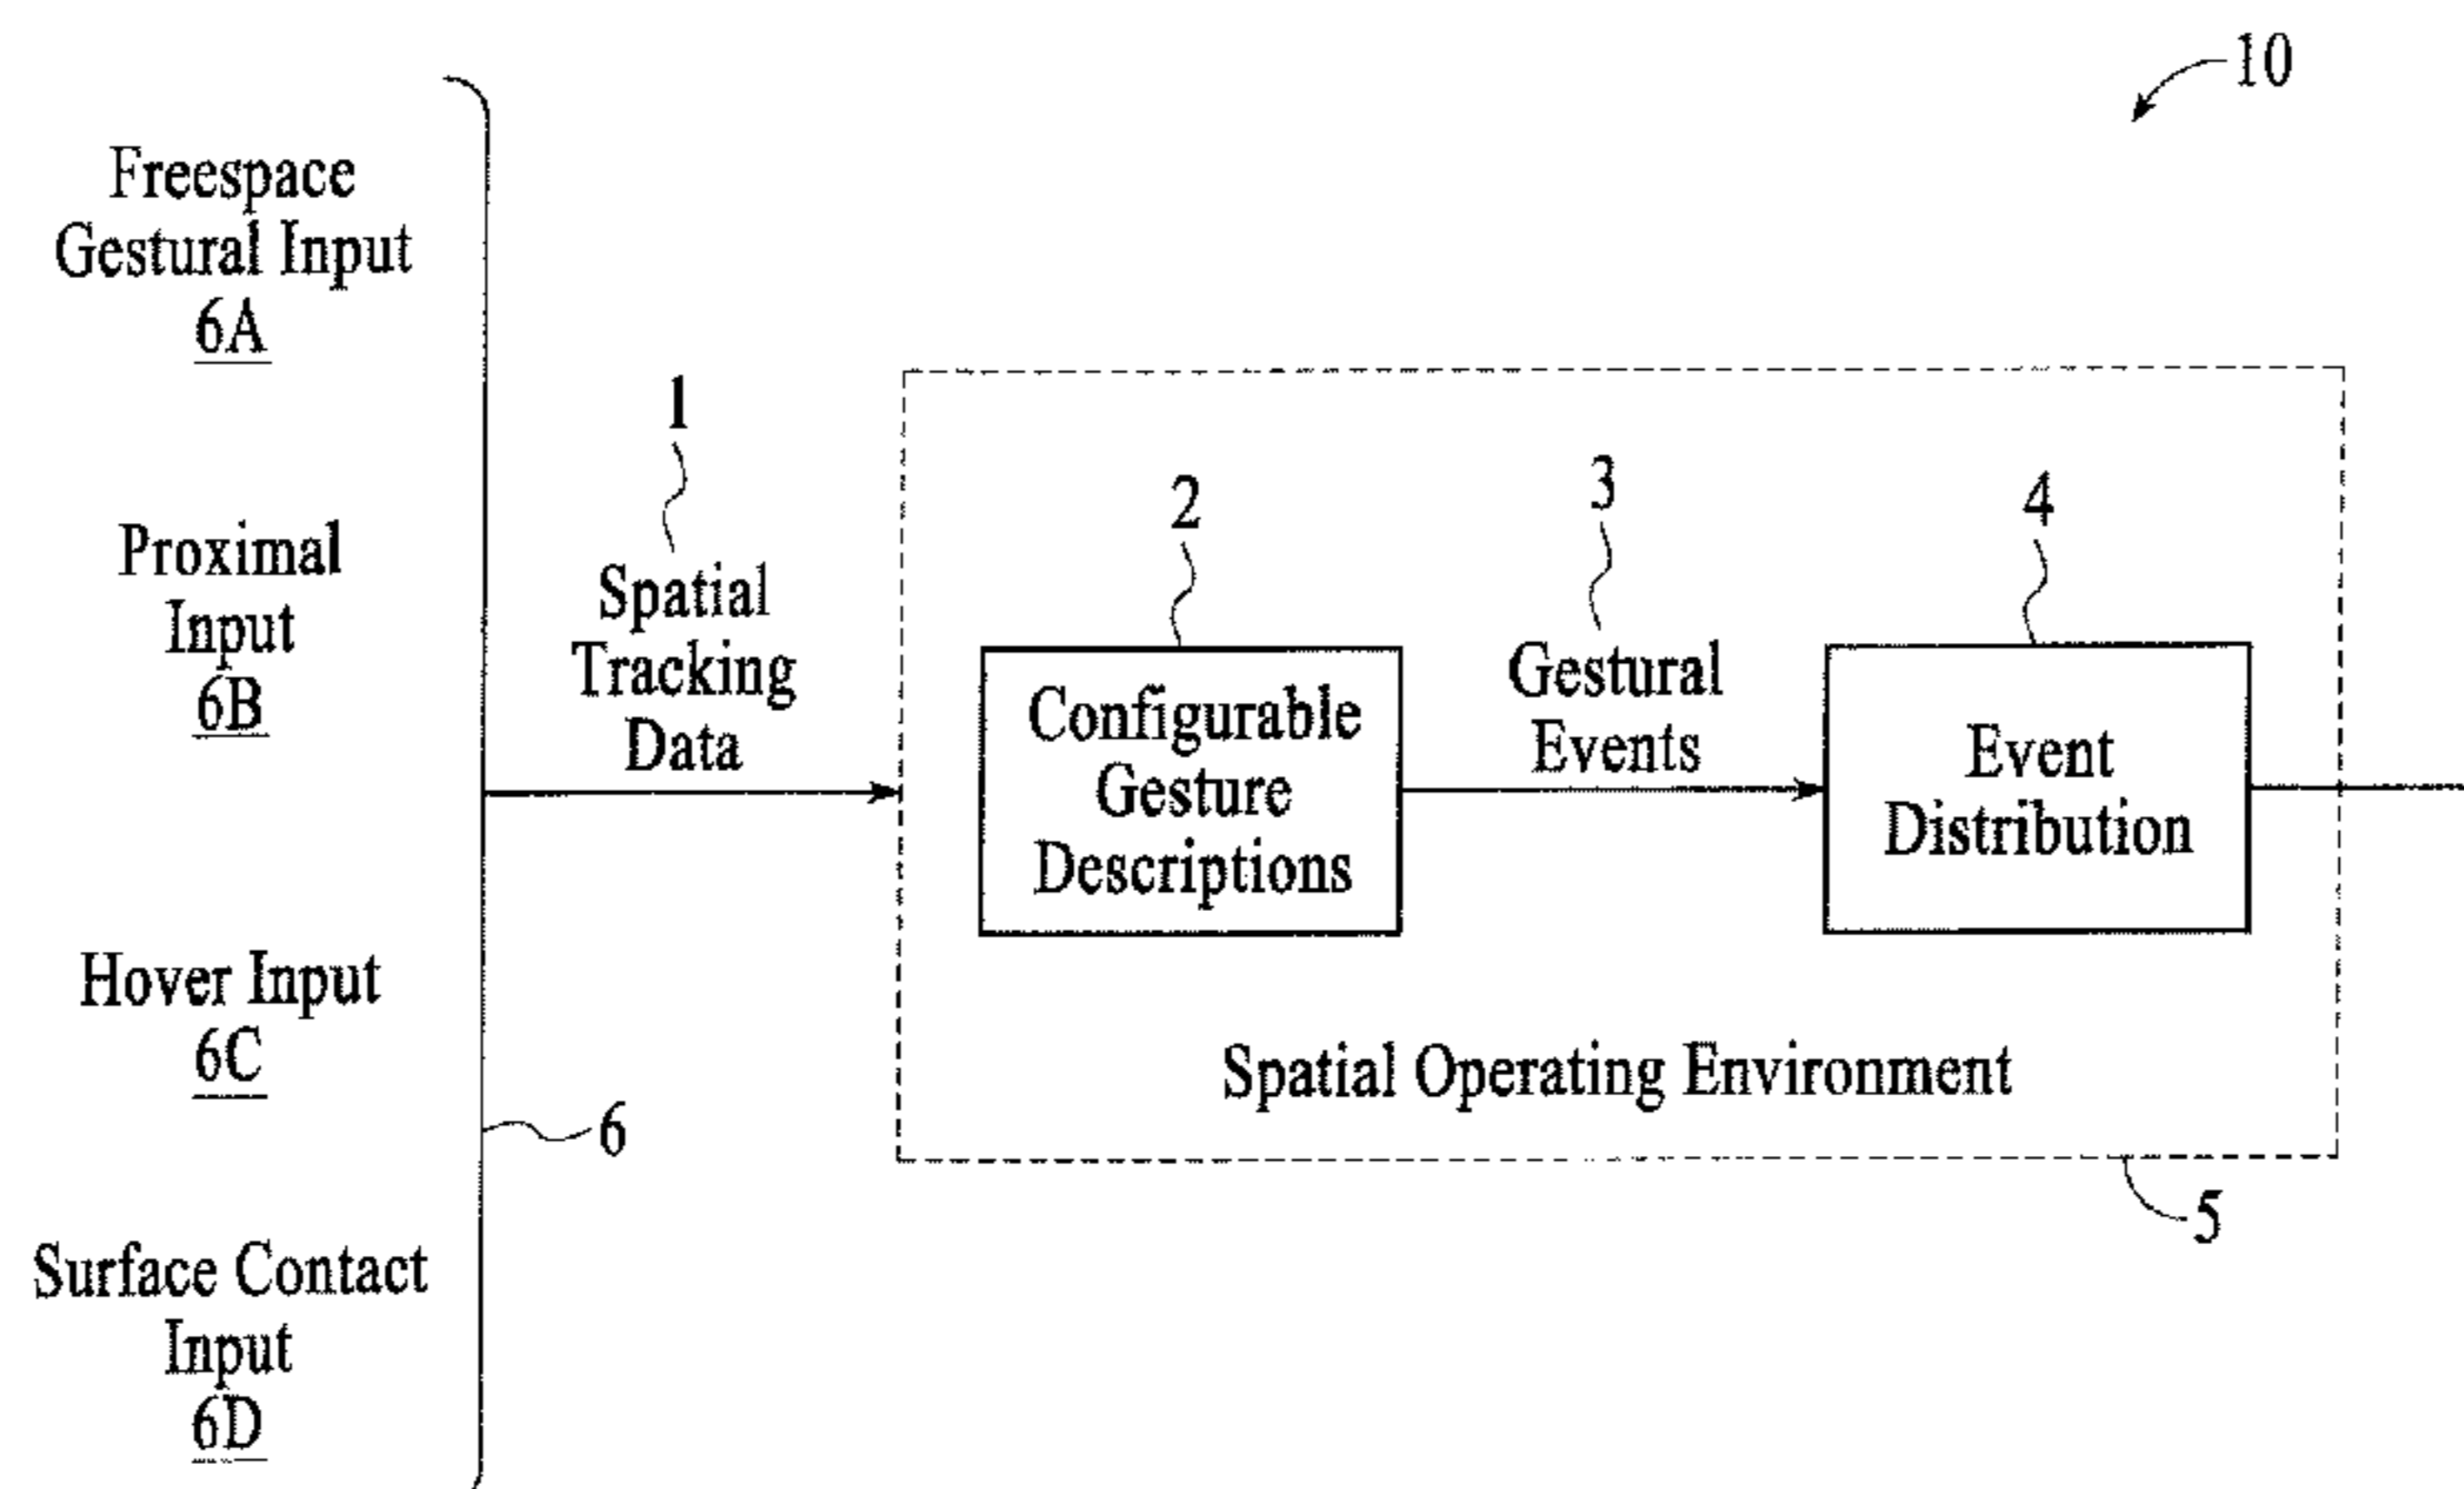 10
Freespace
Gestural Input
6A
Proximal
Input
6B
Hover Input
6C
Surface Contact
Input
6D
6
1
Spatial
Tracking
Data
2
Configurable
Gesture
Descriptions
3
Gestural
Events
4
Event
Distribution
Spatial Operating Environment
5